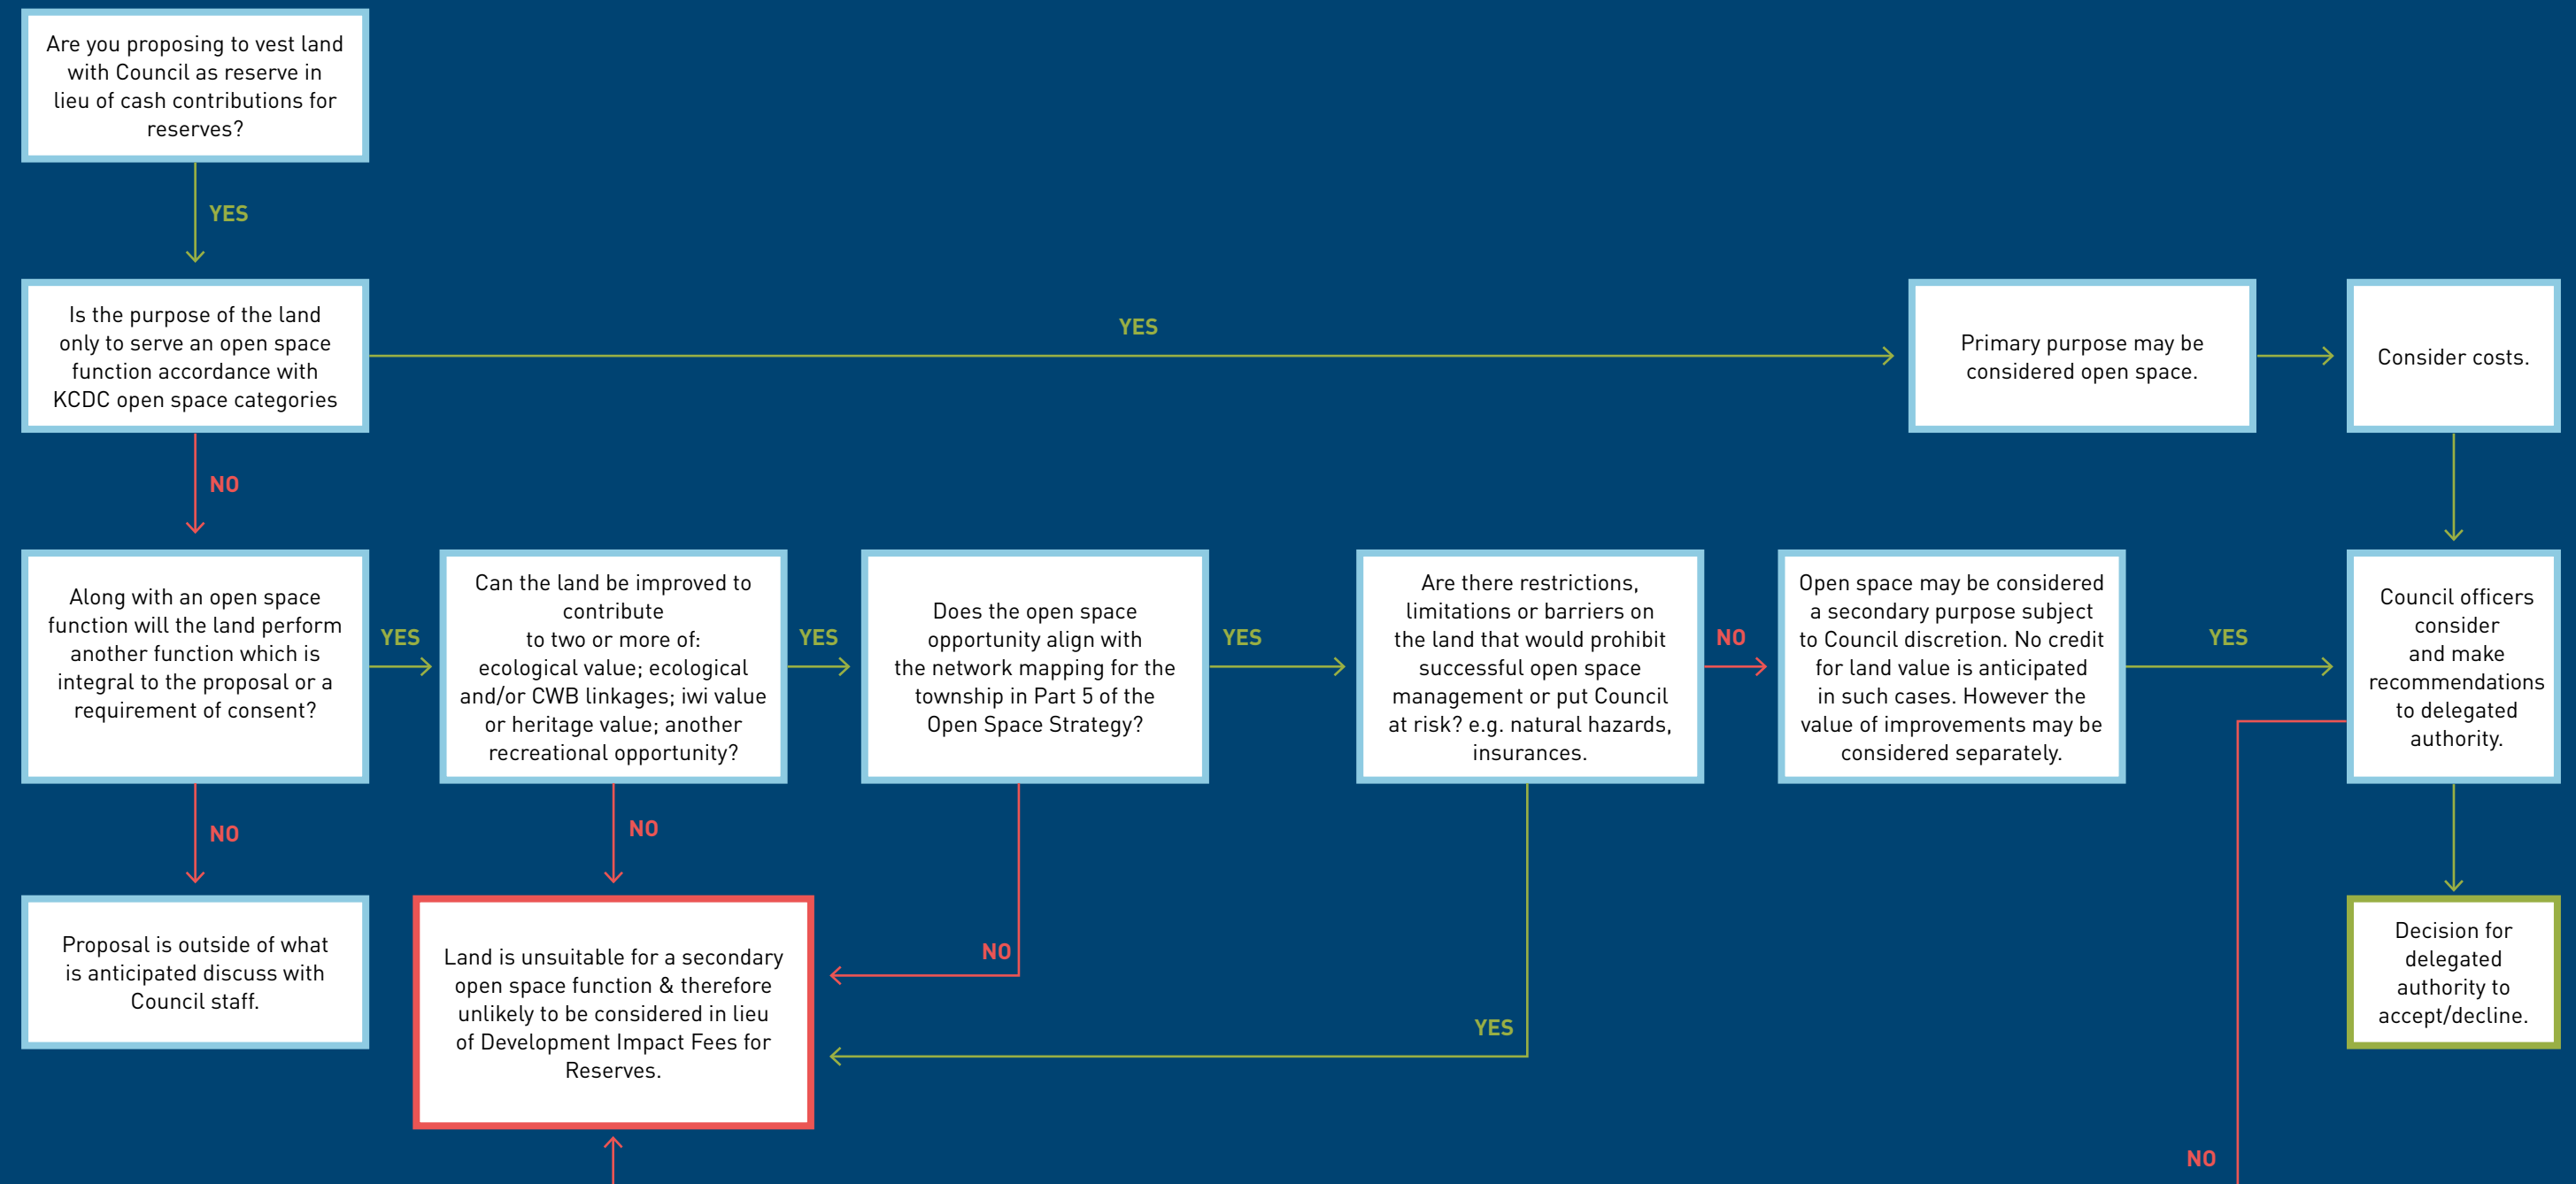 Are you proposing to vest land
with Council as reserve in
lieu of cash contributions for
reserves?
YES
Is the purpose of the land
only to serve an open space
function accordance with
KCDC open space categories
YES
Primary purpose may be
considered open space.
Consider costs.
NO
Along with an open space
function will the land perform
another function which is
integral to the proposal or a
requirement of consent?
YES
Can the land be improved to
contribute
to two or more of:
ecological value; ecological
and/or CWB linkages; iwi value
or heritage value; another
recreational opportunity?
YES
Does the open space
opportunity align with
the network mapping for the
township in Part 5 of the
Open Space Strategy?
YES
Are there restrictions,
limitations or barriers on
the land that would prohibit
successful open space
management or put Council
at risk? e.g. natural hazards,
insurances.
NO
Open space may be considered
a secondary purpose subject
to Council discretion. No credit
for land value is anticipated
in such cases. However the
value of improvements may be
considered separately.
YES
Council officers
consider
and make
recommendations
to delegated
authority.
NO
NO
NO
YES
NO
Proposal is outside of what
is anticipated discuss with
Council staff.
Land is unsuitable for a secondary
open space function & therefore
unlikely to be considered in lieu
of Development Impact Fees for
Reserves.
Decision for
delegated
authority to
accept/decline.